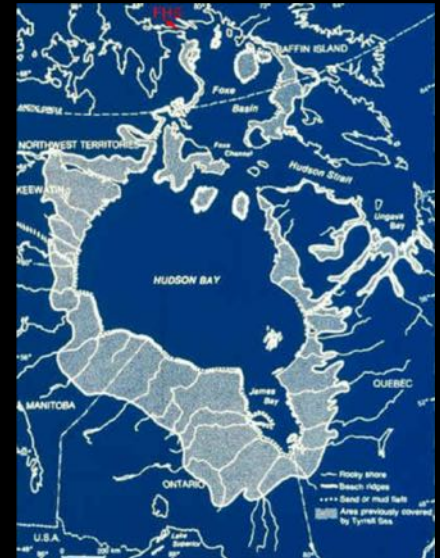 FHS
BAFFIN ISLAND
Foxe
Basin
NORTHWEST TERRITORIES
Foxe
Channel
Hudson Strait
KEEWATIN
Ungava
Bay
HUDSON BAY
James
Bay
QUEBEC
MANITOBA
ONTARIO
Rocky shore
Beach ridges
Sand or mud flats
Area previously covered
by Tyrrell Sea
U.S.A.
Lake
Superior